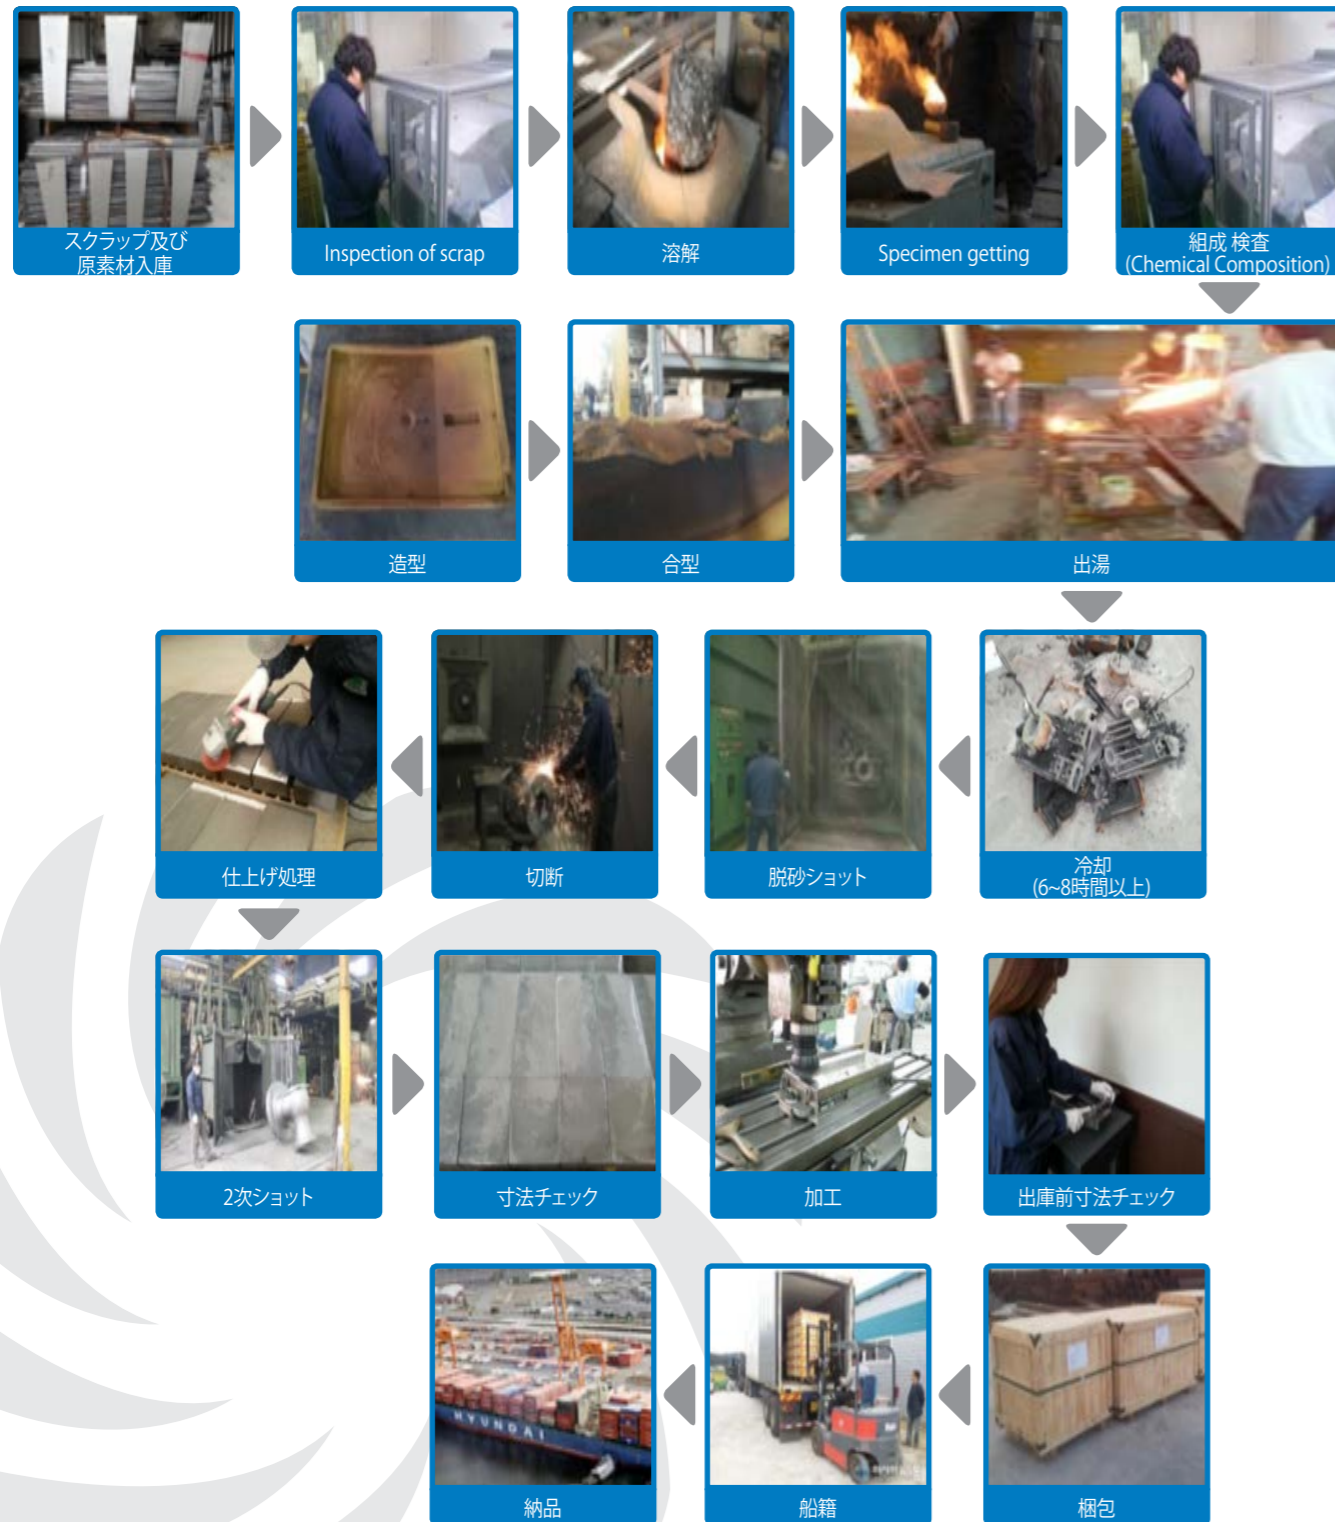 スクラップ及び
原素材入庫
Inspection of scrap
溶解
Specimen getting
組成 検査
(Chemical Composition)
造型
合型
出湯
仕上げ処理
切断
脱砂ショット
冷却
(6~8時間以上)
2次ショット
寸法チェック
加工
出庫前寸法チェック
HYUNDAI
納品
船籍
梱包